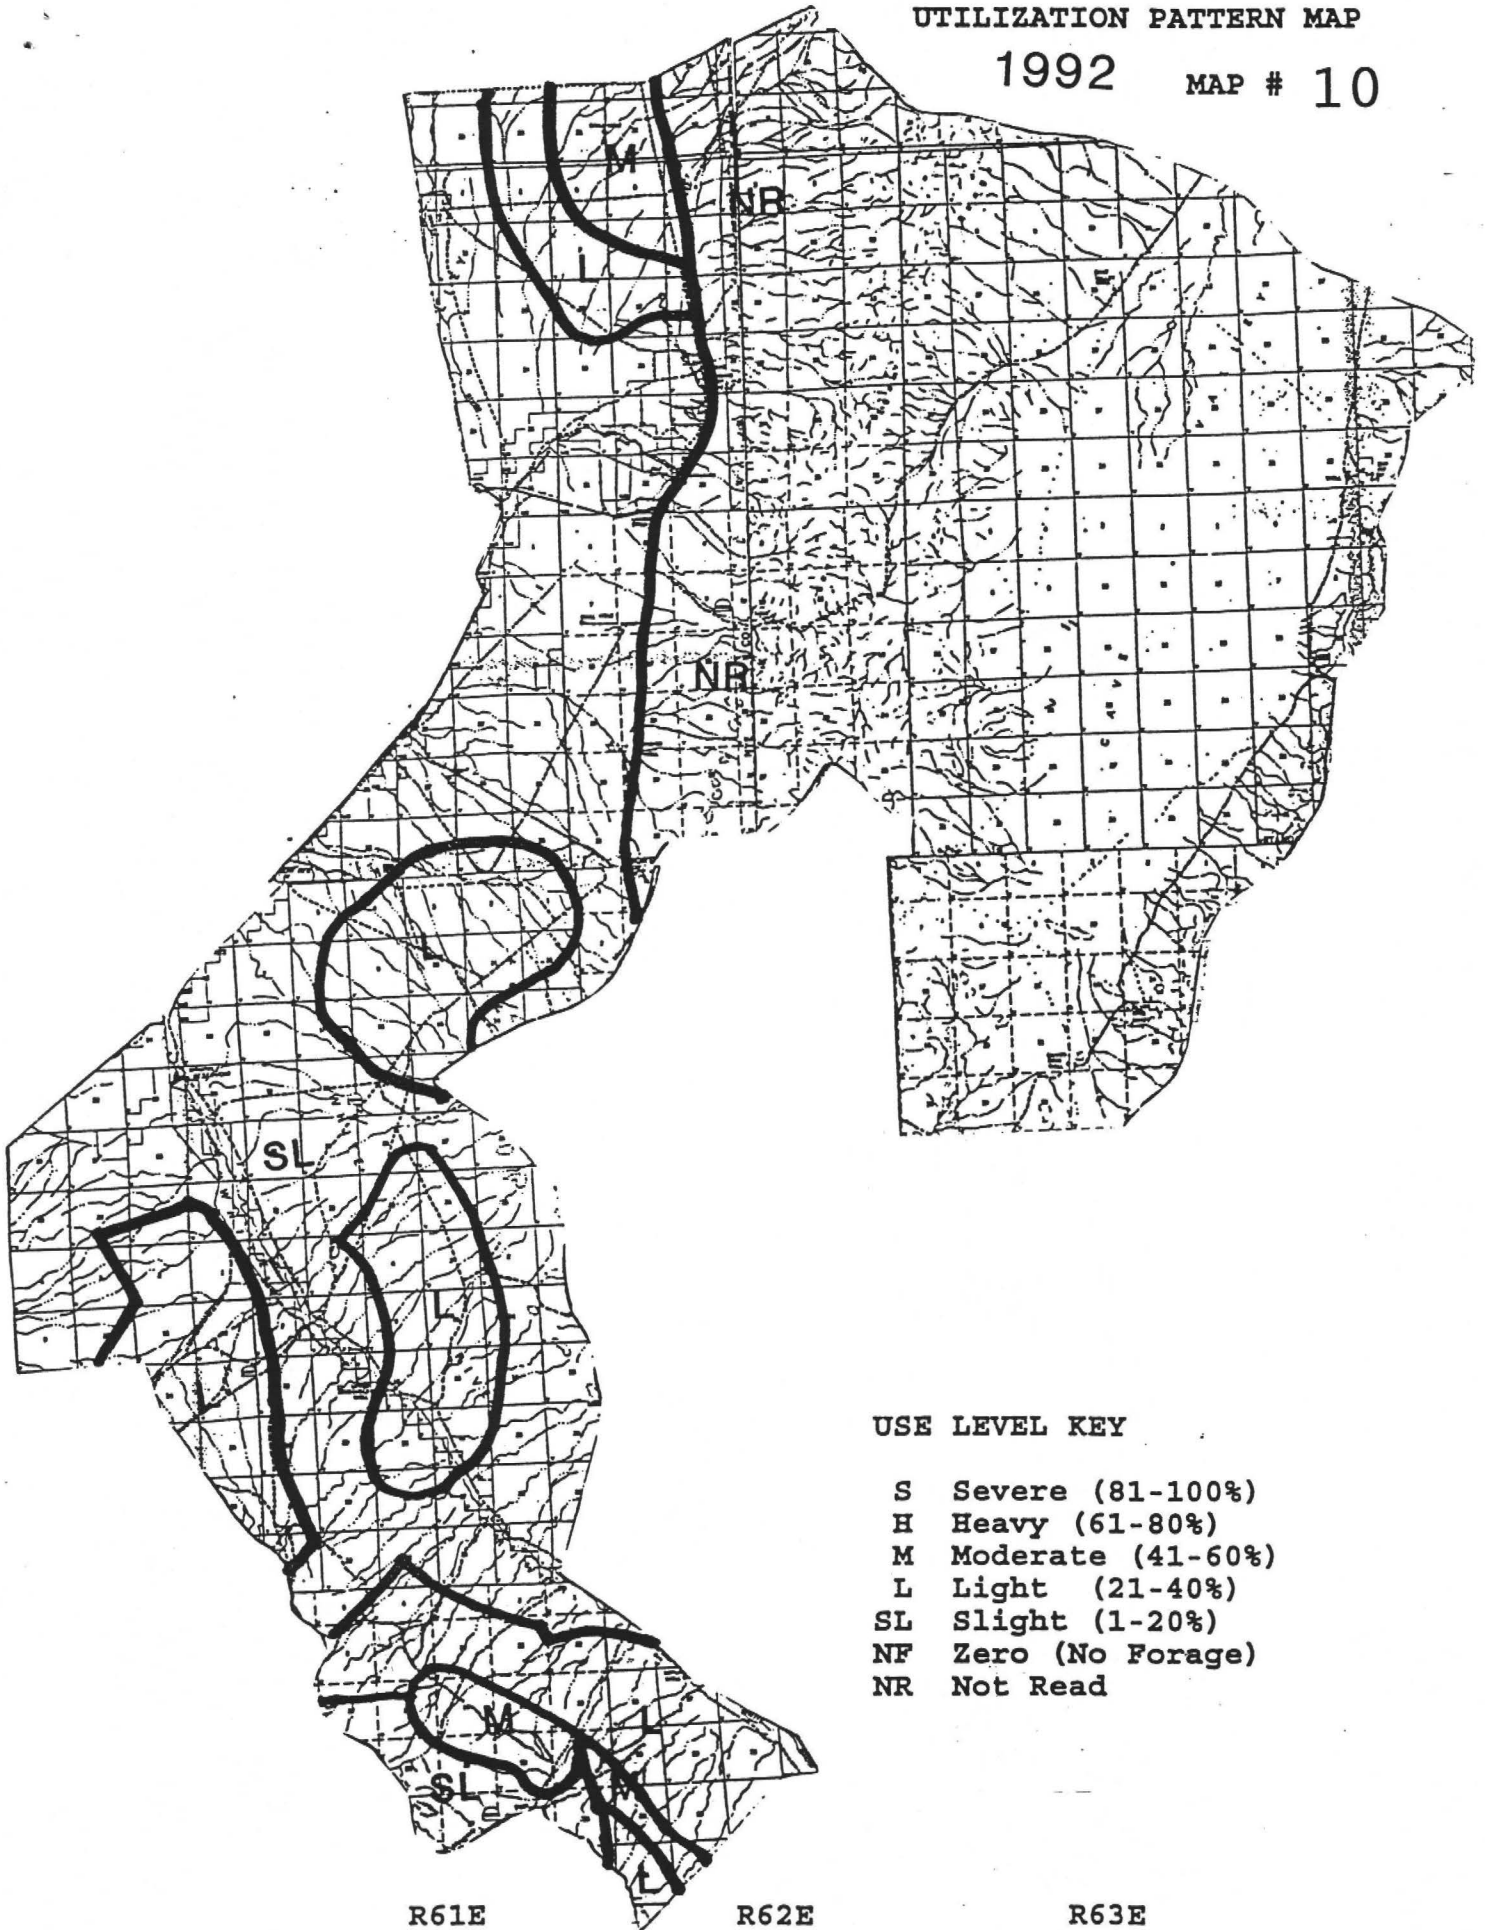 UTILIZATION PATTERN MAP
1992 MAP # 10
M
NR
L
NR
L
SL
L
L
USE LEVEL KEY
S Severe (81-100%)
H Heavy (61-80%)
M Moderate (41-60%)
L Light (21-40%)
SL Slight (1-20%)
NF Zero (No Forage)
NR Not Read
M
L
SL
M
L
R61E R62E R63E